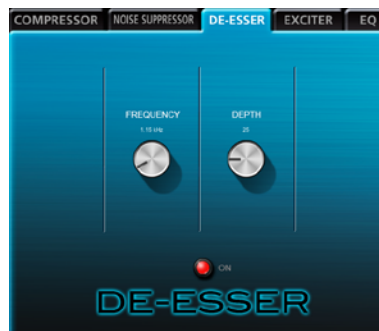 COMPRESSOR NOISE SUPPRESSOR DE-ESSER EXCITER EQ
FREQUENCY DEPTH
1.15 kHz 25
ON
DE-ESSER